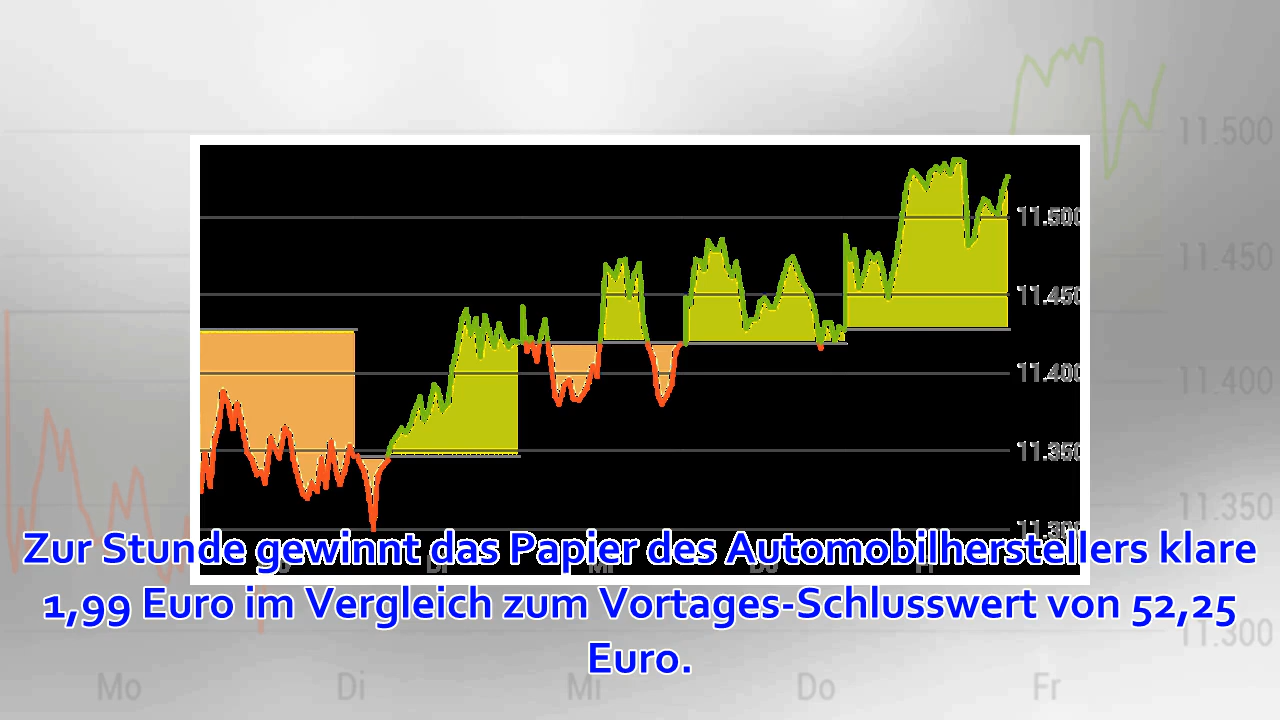 11.500
11.500
11.450
11.450
11.400
11.400
11.350
11.350
11.300
Zur Stunde gewinnt das Papier des Automobilherstellers klare
1,99 Euro im Vergleich zum Vortages-Schlusswert von 52,25
Euro.
11.300
Mo Di Mi Do Fr